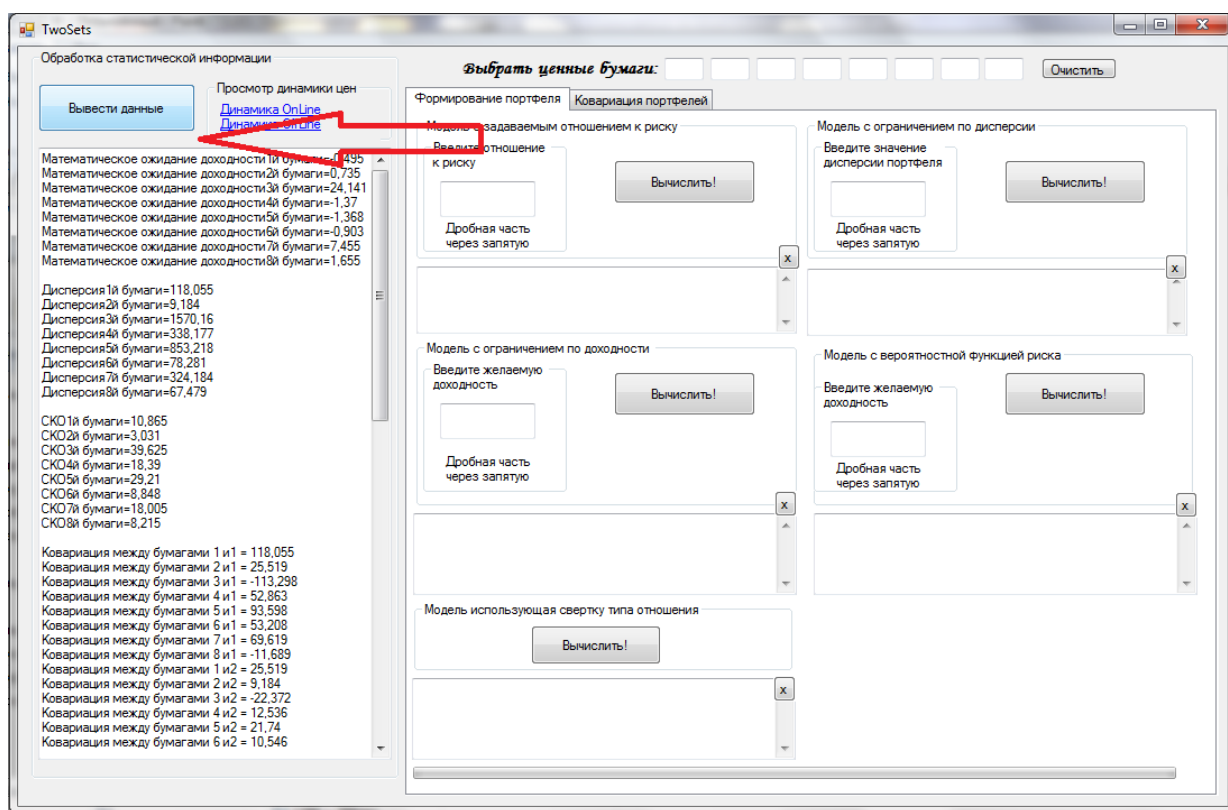 TwoSets
Обработка статистической информации
Вывести данные
Просмотр динамики цен
Динамика OnLine
Динамика OffLine
Математическое ожидание доходности1й бумаги=-0,495
Математическое ожидание доходности2й бумаги=0,735
Математическое ожидание доходности3й бумаги=24,141
Математическое ожидание доходности4й бумаги=-1,37
Математическое ожидание доходности5й бумаги=-1,368
Математическое ожидание доходности6й бумаги=-0,903
Математическое ожидание доходности7й бумаги=7,455
Математическое ожидание доходности8й бумаги=1,655
Дисперсия1й бумаги=118,055
Дисперсия2й бумаги=9,184
Дисперсия3й бумаги=1570,16
Дисперсия4й бумаги=338,177
Дисперсия5й бумаги=853,218
Дисперсия6й бумаги=78,281
Дисперсия7й бумаги=324,184
Дисперсия8й бумаги=67,479
СКО1й бумаги=10,865
СКО2й бумаги=3,031
СКО3й бумаги=39,625
СКО4й бумаги=18,39
СКО5й бумаги=29,21
СКО6й бумаги=8,848
СКО7й бумаги=18,005
СКО8й бумаги=8,215
Ковариация между бумагами 1 и1 = 118,055
Ковариация между бумагами 2 и1 = 25,519
Ковариация между бумагами 3 и1 = -113,298
Ковариация между бумагами 4 и1 = 52,863
Ковариация между бумагами 5 и1 = 93,598
Ковариация между бумагами 6 и1 = 53,208
Ковариация между бумагами 7 и1 = 69,619
Ковариация между бумагами 8 и1 = -11,689
Ковариация между бумагами 1 и2 = 25,519
Ковариация между бумагами 2 и2 = 9,184
Ковариация между бумагами 3 и2 = -22,372
Ковариация между бумагами 4 и2 = 12,536
Ковариация между бумагами 5 и2 = 21,74
Ковариация между бумагами 6 и2 = 10,546
Выбрать ценные бумаги:
Очистить
Формирование портфеля
Ковариация портфелей
Модель с задаваемым отношением к риску
Введите отношение
к риску
Вычислить!
Дробная часть
через запятую
x
Модель с ограничением по дисперсии
Введите значение
дисперсии портфеля
Вычислить!
Дробная часть
через запятую
x
Модель с ограничением по доходности
Введите желаемую
доходность
Вычислить!
Дробная часть
через запятую
x
Модель с вероятностной функцией риска
Введите желаемую
доходность
Вычислить!
Дробная часть
через запятую
x
Модель использующая свертку типа отношения
Вычислить!
x